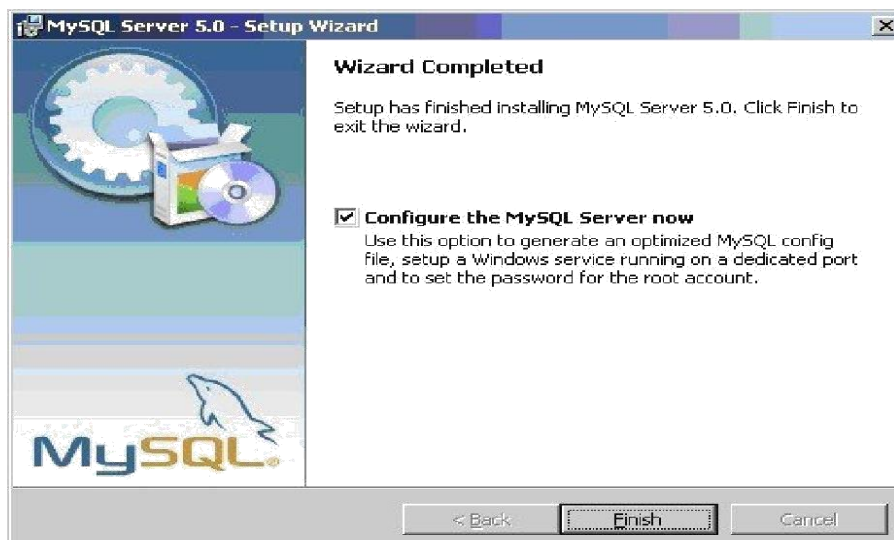 MySQL Server 5.0 - Setup Wizard
Wizard Completed
Setup has finished installing MySQL Server 5.0. Click Finish to
exit the wizard.
Configure the MySQL Server now
Use this option to generate an optimized MySQL config
file, setup a Windows service running on a dedicated port
and to set the password for the root account.
MySQL®
< Back
Finish
Cancel